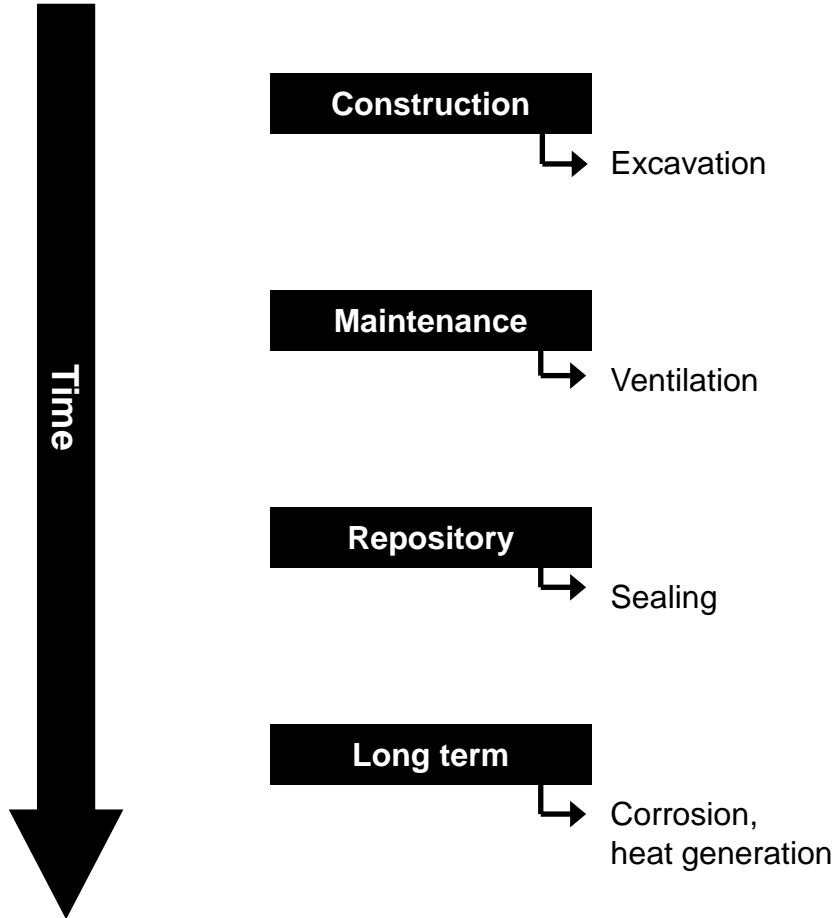 Construction
Excavation
Maintenance
Ventilation
Time
Repository
Sealing
Long term
Corrosion,
heat generation